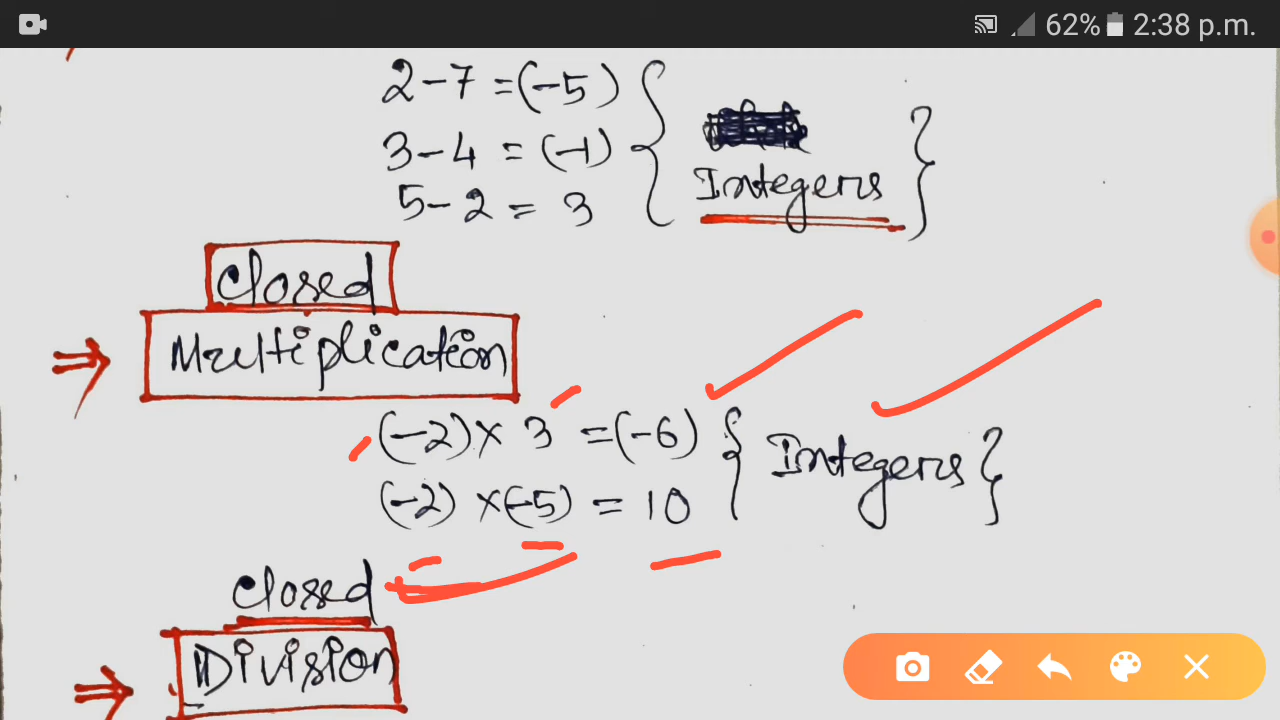 62% 2:38 p.m.
2-7 = (-5)
3-4 = (-1)
5-2 = 3
{ Integers }
closed
⇒ Multiplication
(-2) × 3 = (-6)
(-2) × (-5) = 10
{ Integers }
closed
⇒ Division